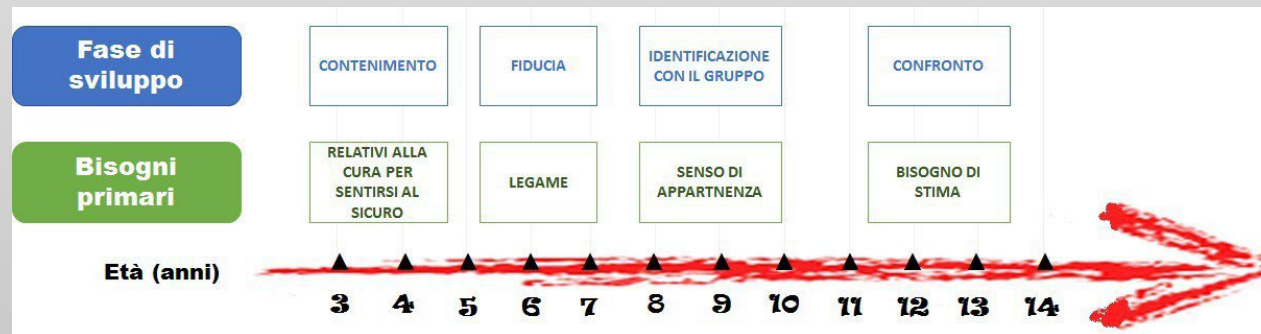 Fase di
sviluppo
CONTENIMENTO
FIDUCIA
IDENTIFICAZIONE
CON IL GRUPPO
CONFRONTO
Bisogni
primari
RELATIVI ALLA
CURA PER
SENTIRSI AL
SICURO
LEGAME
SENSO DI
APPARTNENZA
BISOGNO DI
STIMA
Età (anni)
3 4 5 6 7 8 9 10 11 12 13 14